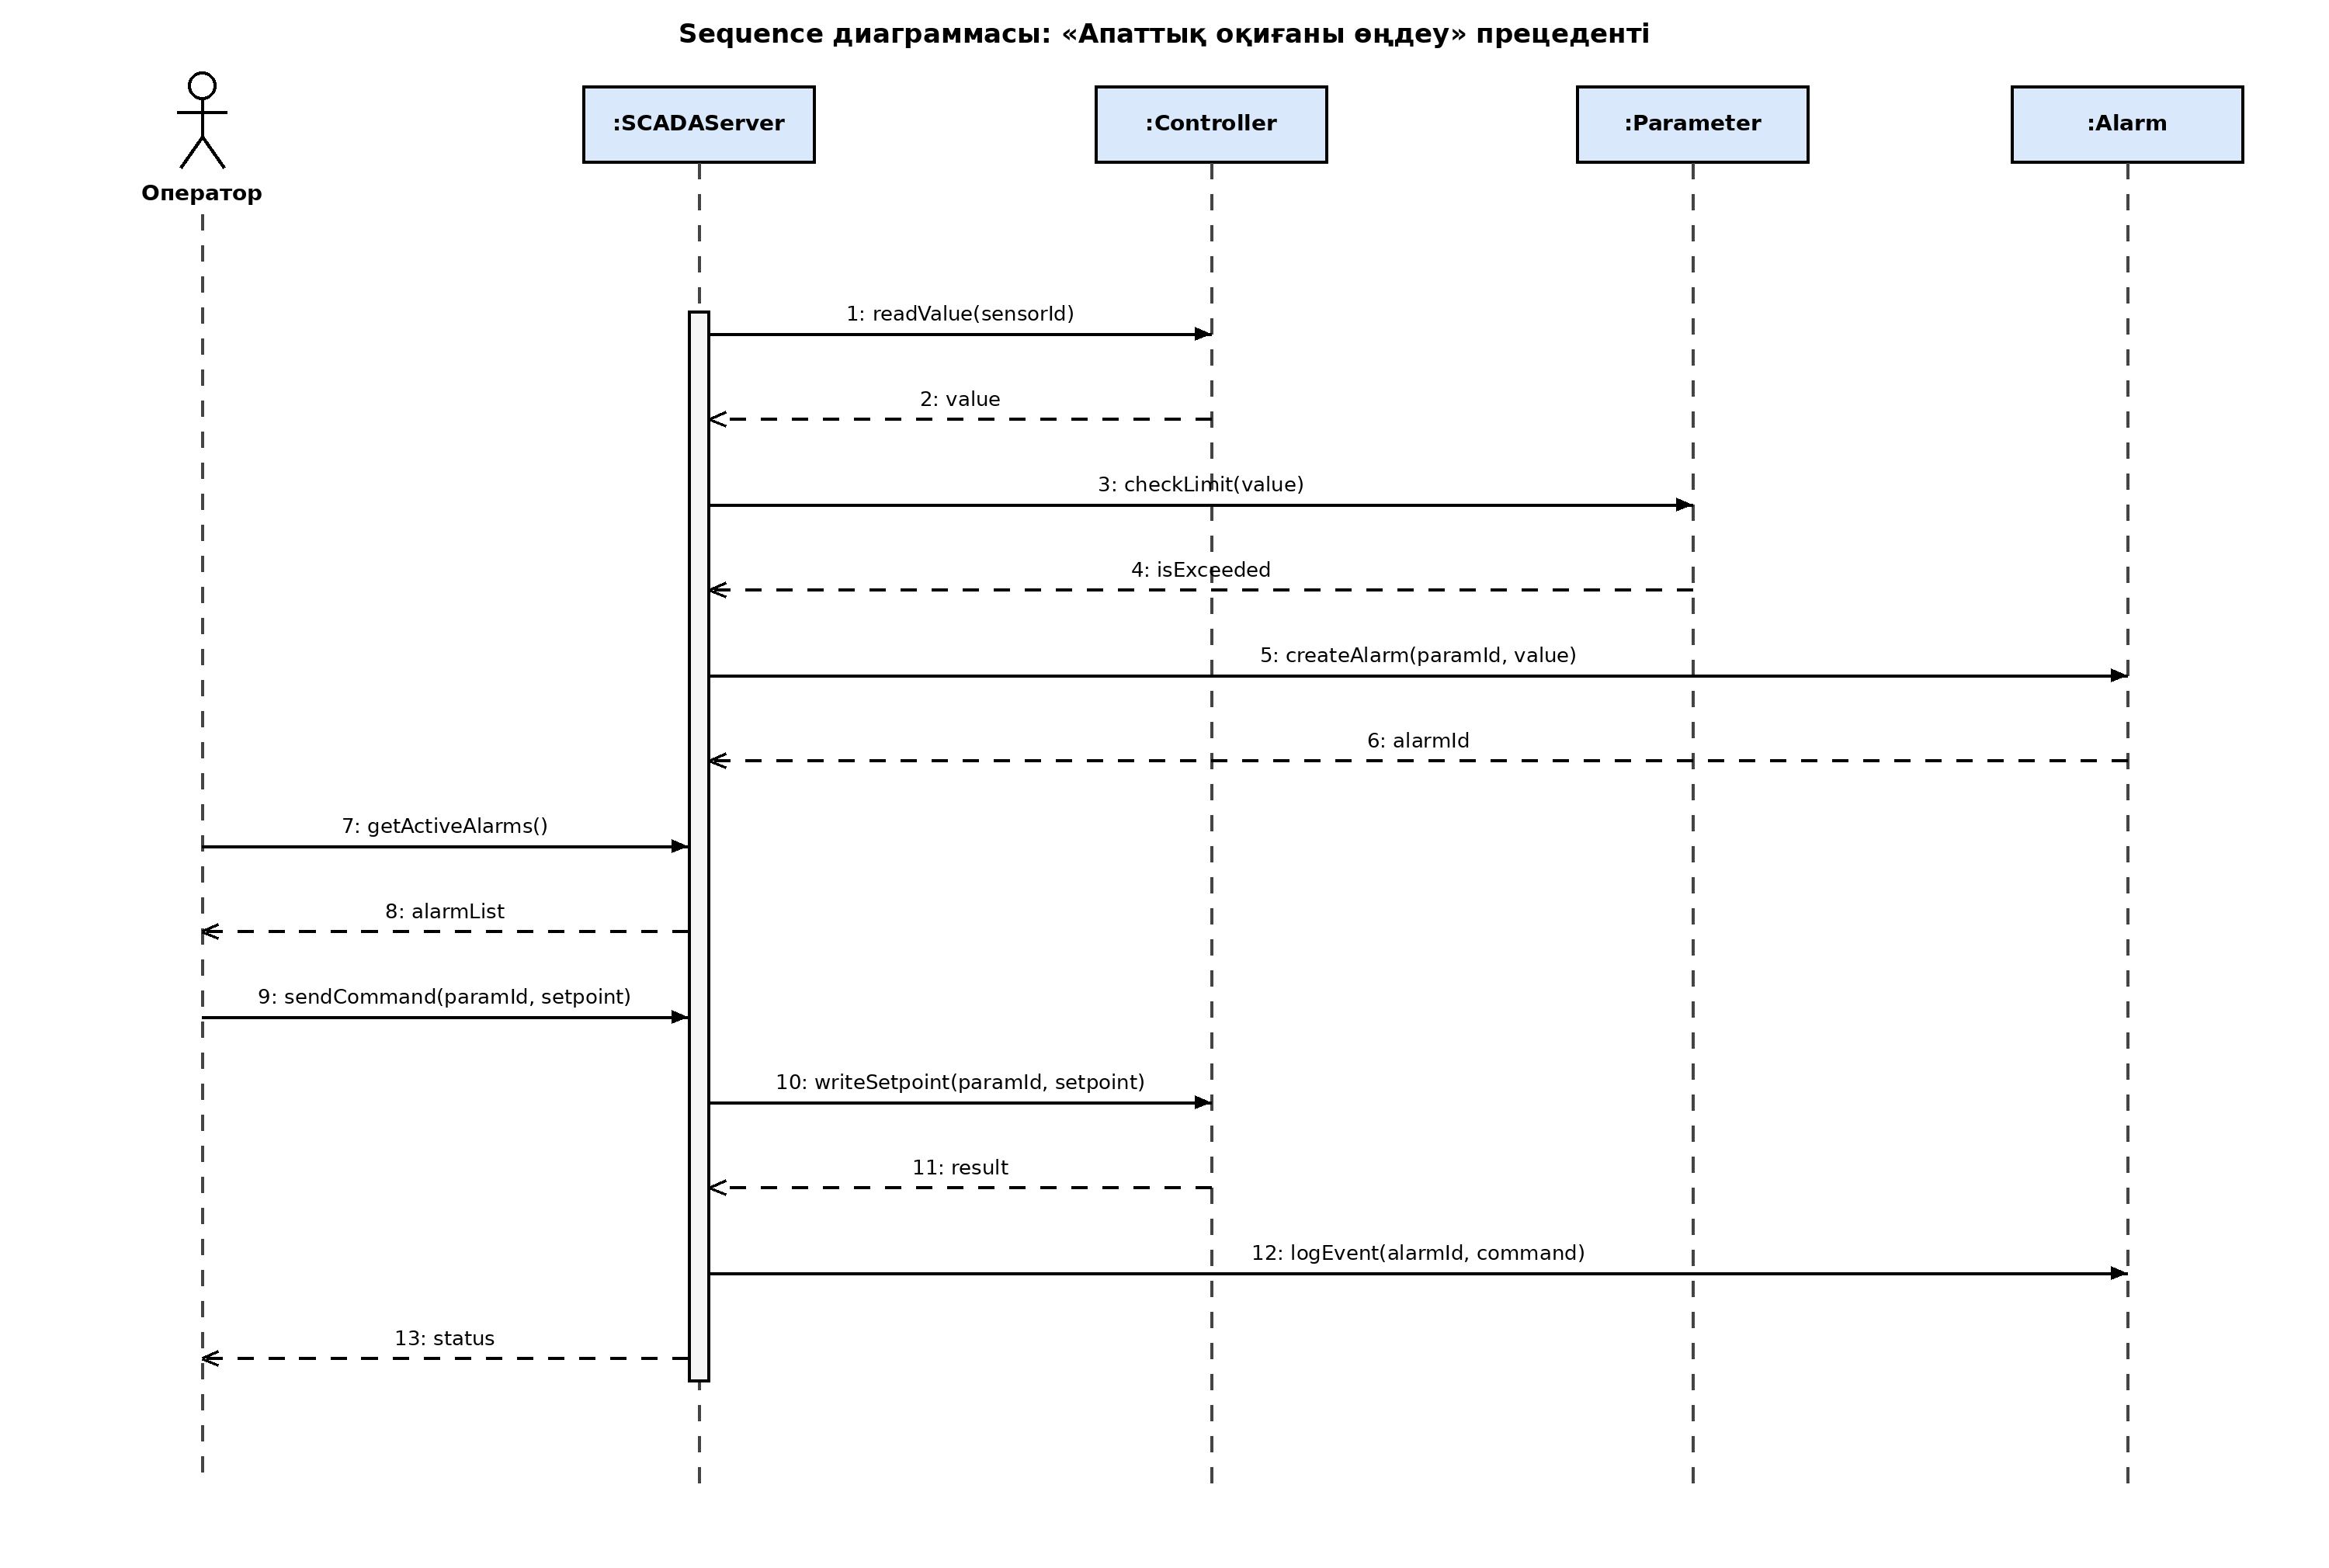 Sequence диаграммасы: «Апаттық оқиғаны өңдеу» прецеденті
:SCADAServer
:Controller
:Parameter
:Alarm
Оператор
1: readValue(sensorId)
2: value
3: checkLimit(value)
4: isExceeded
5: createAlarm(paramId, value)
6: alarmId
7: getActiveAlarms()
8: alarmList
9: sendCommand(paramId, setpoint)
10: writeSetpoint(paramId, setpoint)
11: result
12: logEvent(alarmId, command)
13: status